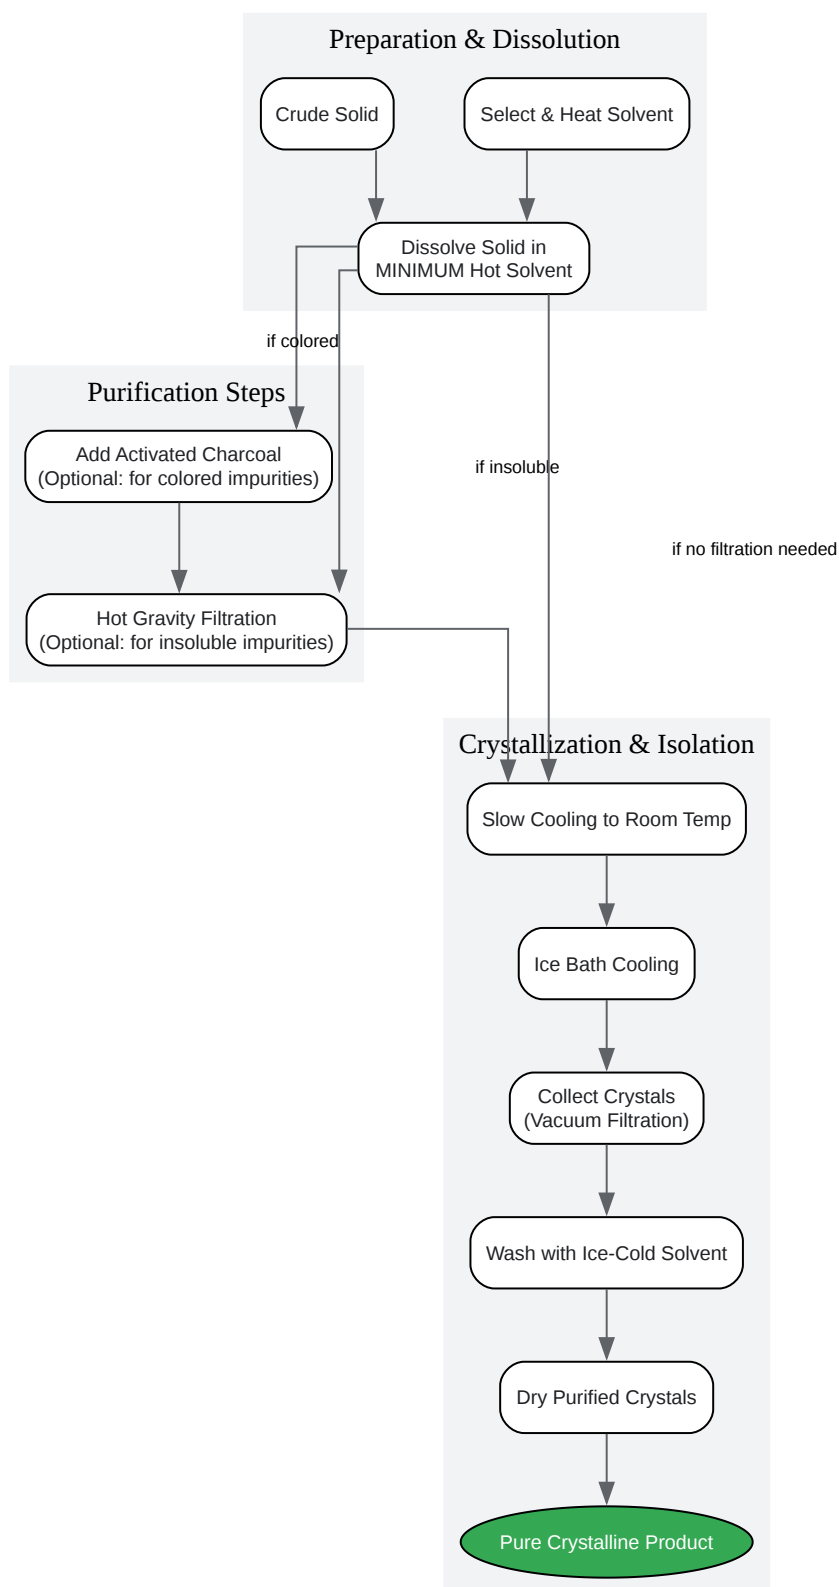 Preparation & Dissolution
Crude Solid
Select & Heat Solvent
Dissolve Solid in
MINIMUM Hot Solvent
if colored
Purification Steps
Add Activated Charcoal
(Optional: for colored impurities)
if insoluble
if no filtration needed
Hot Gravity Filtration
(Optional: for insoluble impurities)
Crystallization & Isolation
Slow Cooling to Room Temp
Ice Bath Cooling
Collect Crystals
(Vacuum Filtration)
Wash with Ice-Cold Solvent
Dry Purified Crystals
Pure Crystalline Product